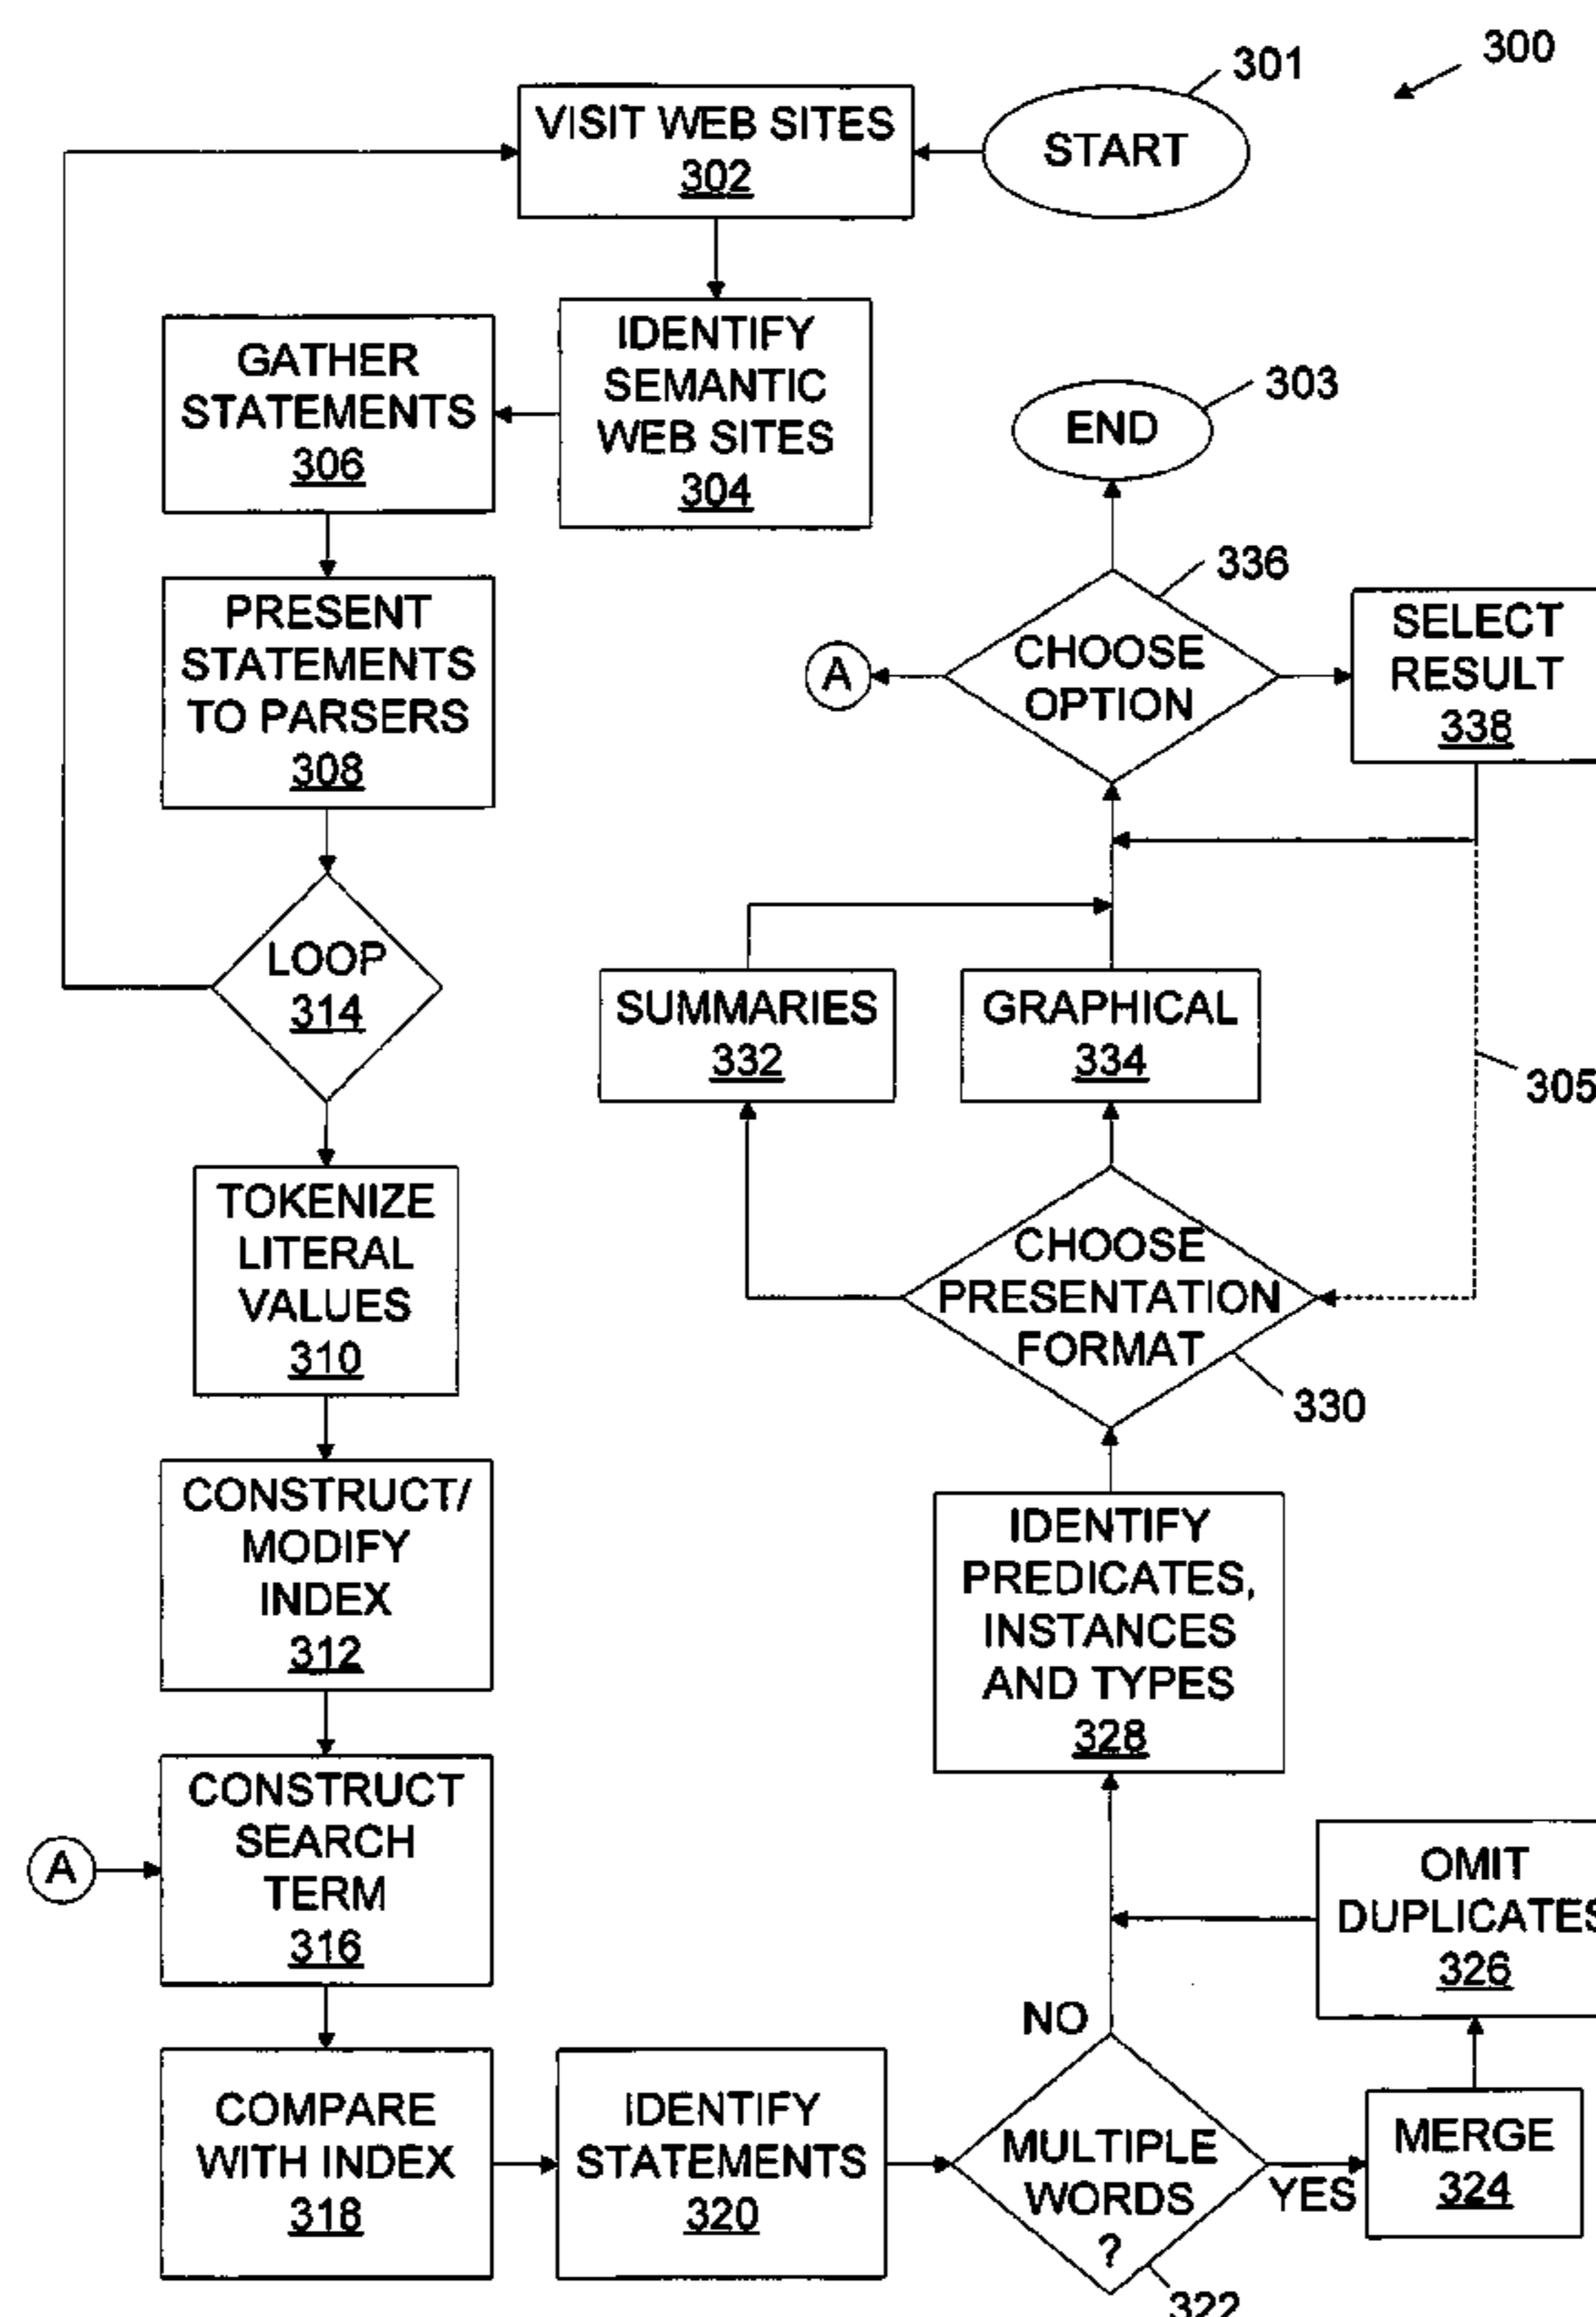 300
301
START
VISIT WEB SITES
302
IDENTIFY
SEMANTIC
WEB SITES
304
GATHER
STATEMENTS
306
PRESENT
STATEMENTS
TO PARSERS
308
LOOP
314
TOKENIZE
LITERAL
VALUES
310
CONSTRUCT/
MODIFY
INDEX
312
A
CONSTRUCT
SEARCH
TERM
316
COMPARE
WITH INDEX
318
IDENTIFY
STATEMENTS
320
MULTIPLE
WORDS
?
322
NO
YES
MERGE
324
OMIT
DUPLICATES
326
IDENTIFY
PREDICATES,
INSTANCES
AND TYPES
328
CHOOSE
PRESENTATION
FORMAT
330
SUMMARIES
332
GRAPHICAL
334
305
CHOOSE
OPTION
336
A
SELECT
RESULT
338
END
303